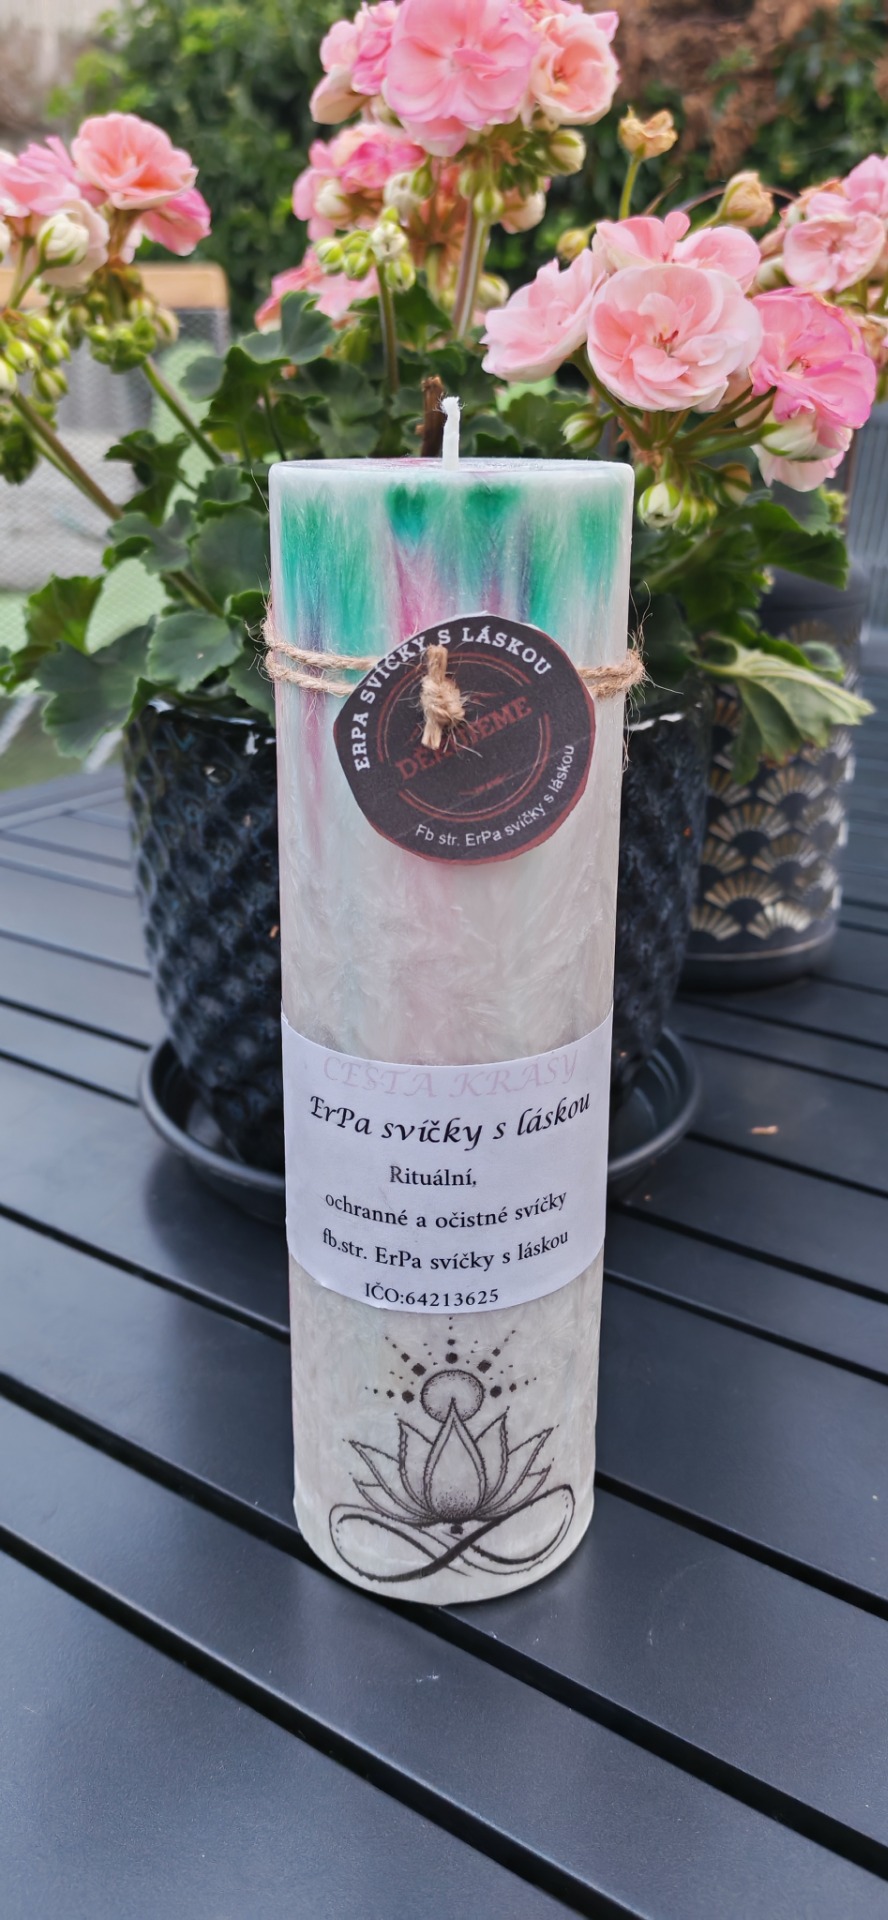 ERPA SVÍČKY S LÁSKOU
DĚKUJEME
Fb str. ErPa svíčky s láskou
CESTA KRÁSY
ErPa svíčky s láskou
Rituální,
ochranné a očistné svíčky
fb.str. ErPa svíčky s láskou
IČO:64213625